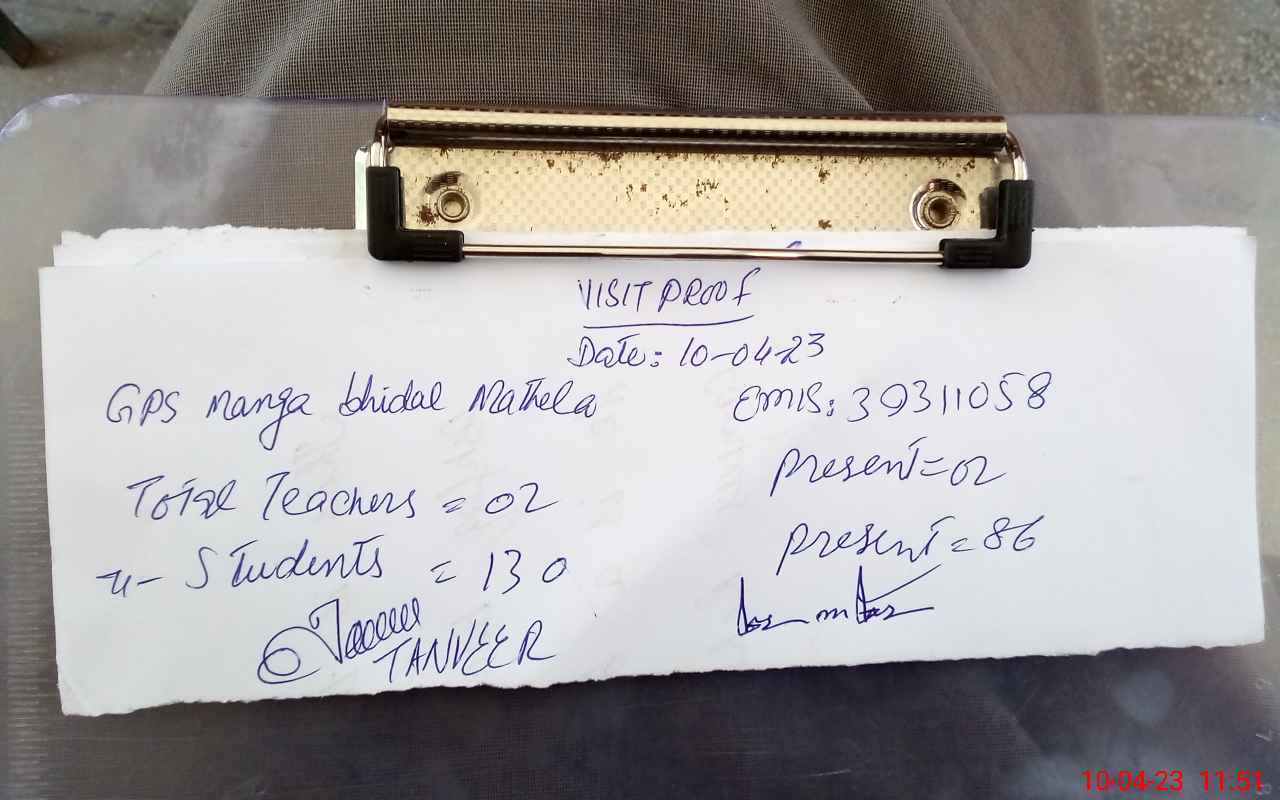 VISIT PROOF
Date: 10-04-23
GPS Manga bhidal Mathela EMIS: 39311058
Total Teachers = 02 Present = 02
u- Students = 130 Present = 86
TANVEER
10-04-23 11:51